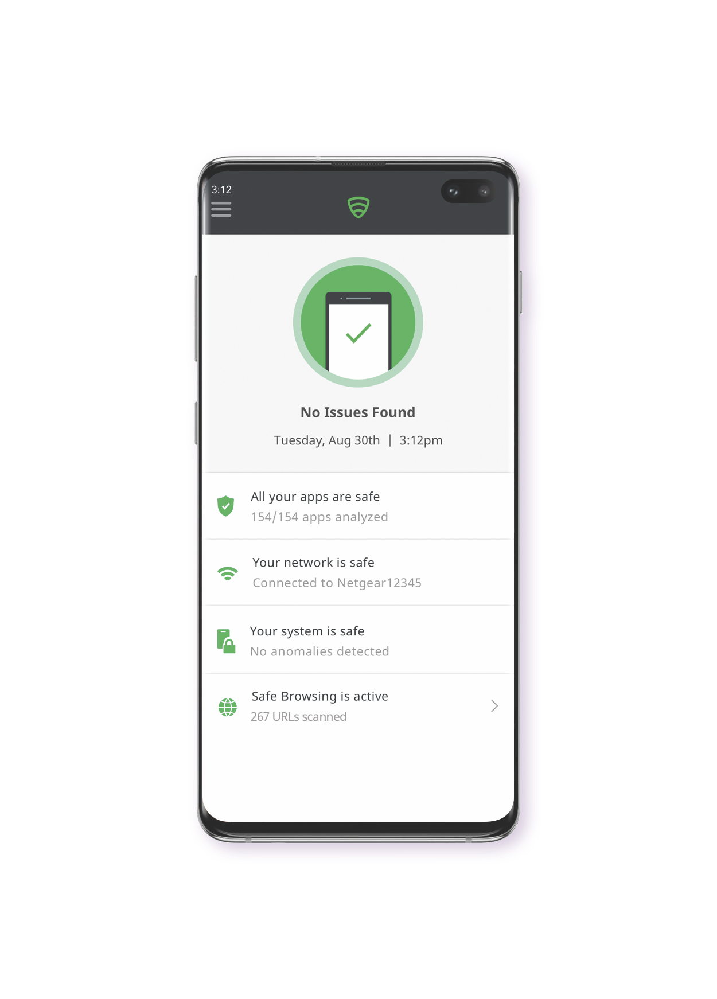 3:12
No Issues Found
Tuesday, Aug 30th | 3:12pm
All your apps are safe
154/154 apps analyzed
Your network is safe
Connected to Netgear12345
Your system is safe
No anomalies detected
Safe Browsing is active
267 URLs scanned